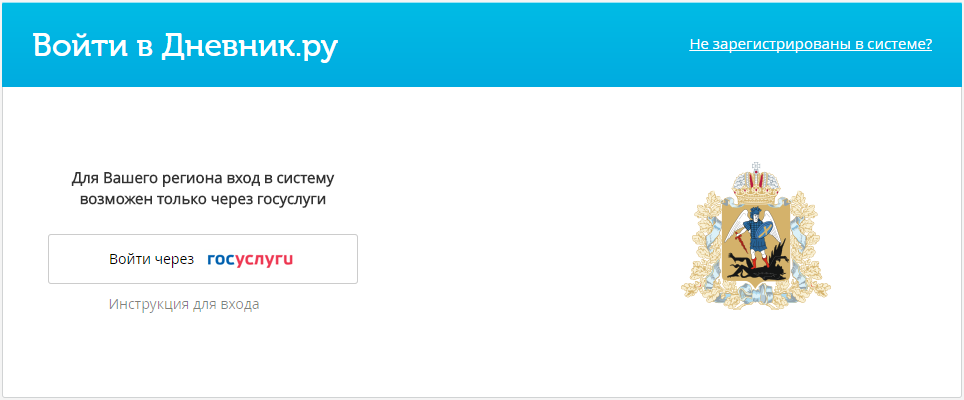 Войти в Дневник.ру
Не зарегистрированы в системе?
Для Вашего региона вход в систему
возможен только через госуслуги
Войти через госуслуги
Инструкция для входа